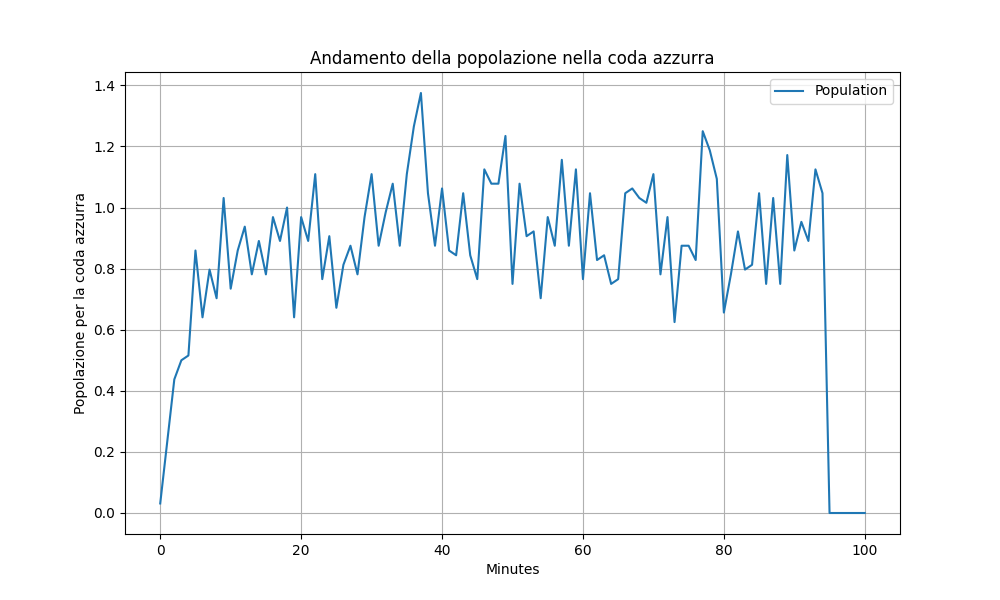 Andamento della popolazione nella coda azzurra
Population
Popolazione per la coda azzurra
1.4
1.2
1.0
0.8
0.6
0.4
0.2
0.0
0 20 40 60 80 100
Minutes